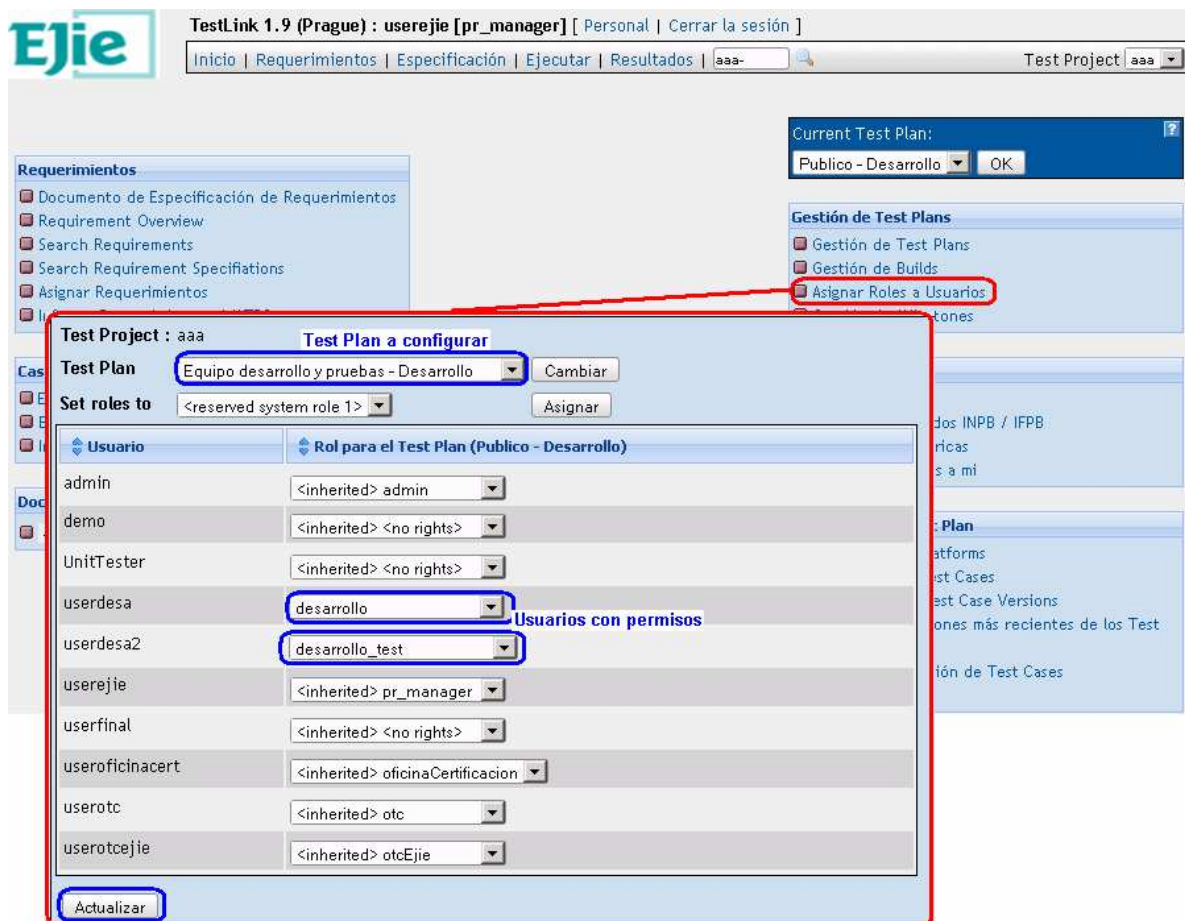 EJie
TestLink 1.9 (Prague) : userejie [pr_manager] [ Personal | Cerrar la sesión ]
Inicio | Requerimientos | Especificación | Ejecutar | Resultados | aaa-
Test Project aaa
Current Test Plan:
Publico - Desarrollo OK
Requerimientos
Documento de Especificación de Requerimientos
Requirement Overview
Search Requirements
Search Requirement Specifiations
Asignar Requerimientos
Gestión de Test Plans
Gestión de Test Plans
Gestión de Builds
Asignar Roles a Usuarios
tones
Test Project : aaa
Test Plan a configurar
Test Plan Equipo desarrollo y pruebas - Desarrollo Cambiar
Set roles to <reserved system role 1> Asignar
Usuario Rol para el Test Plan (Publico - Desarrollo)
admin <inherited> admin
demo <inherited> <no rights>
UnitTester <inherited> <no rights>
userdesa desarrollo
Usuarios con permisos
userdesa2 desarrollo_test
userejie <inherited> pr_manager
userfinal <inherited> <no rights>
useroficinacert <inherited> oficinaCertificacion
userotc <inherited> otc
userotcejie <inherited> otcEjie
Actualizar
Cas
Doc
dos INPB / IFPB
ricas
s a mi
: Plan
atforms
st Cases
est Case Versions
ones más recientes de los Test
ión de Test Cases